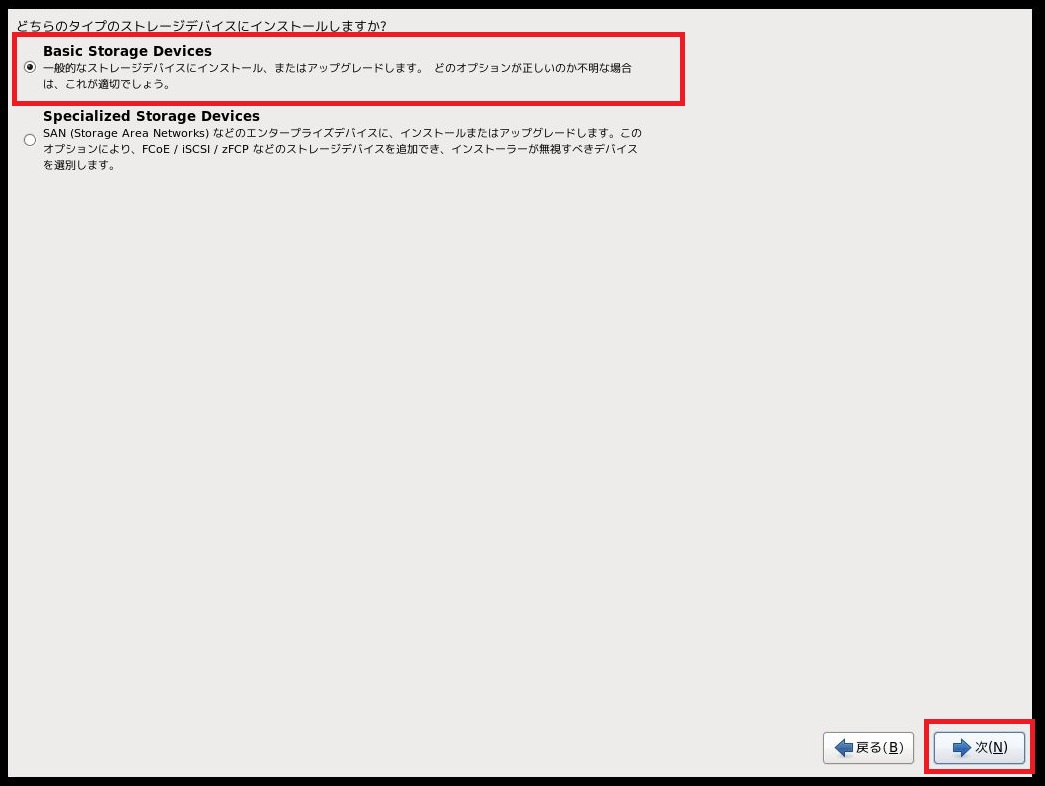 どちらのタイプのストレージデバイスにインストールしますか?
Basic Storage Devices
一般的なストレージデバイスにインストール、またはアップグレードします。 どのオプションが正しいのか不明な場合
は、これが適切でしょう。
Specialized Storage Devices
SAN (Storage Area Networks) などのエンタープライズデバイスに、インストールまたはアップグレードします。この
オプションにより、FCoE / iSCSI / zFCP などのストレージデバイスを追加でき、インストーラーが無視すべきデバイス
を選別します。
戻る(B)
次(N)